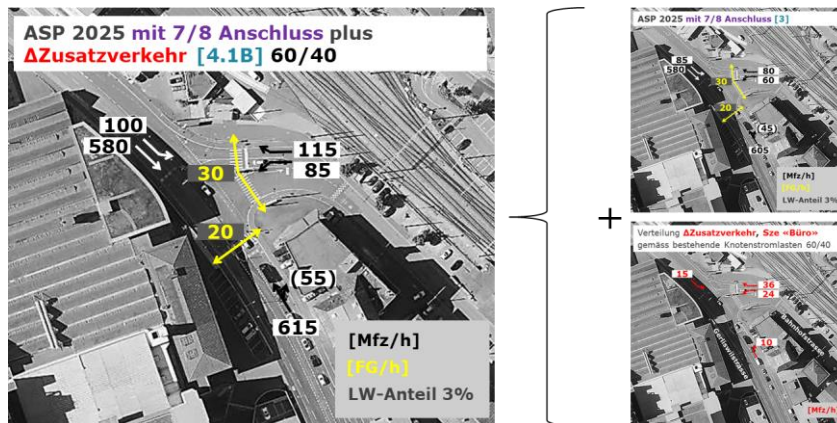 ASP 2025 mit 7/8 Anschluss plus
ΔZusatzverkehr [4.1B] 60/40
100
580
115
85
30
20
(55)
615
[Mfz/h]
[FG/h]
LW-Anteil 3%
+
ASP 2025 mit 7/8 Anschluss [3]
85
580
80
60
30
20
(45)
605
[Mfz/h]
[FG/h]
LW-Anteil 3%
Verteilung ΔZusatzverkehr, Sze «Büro»
gemäss bestehende Knotenstromlasten 60/40
15
36
24
10
Bahnhofstrasse
Gerliswilstrasse
[Mfz/h]